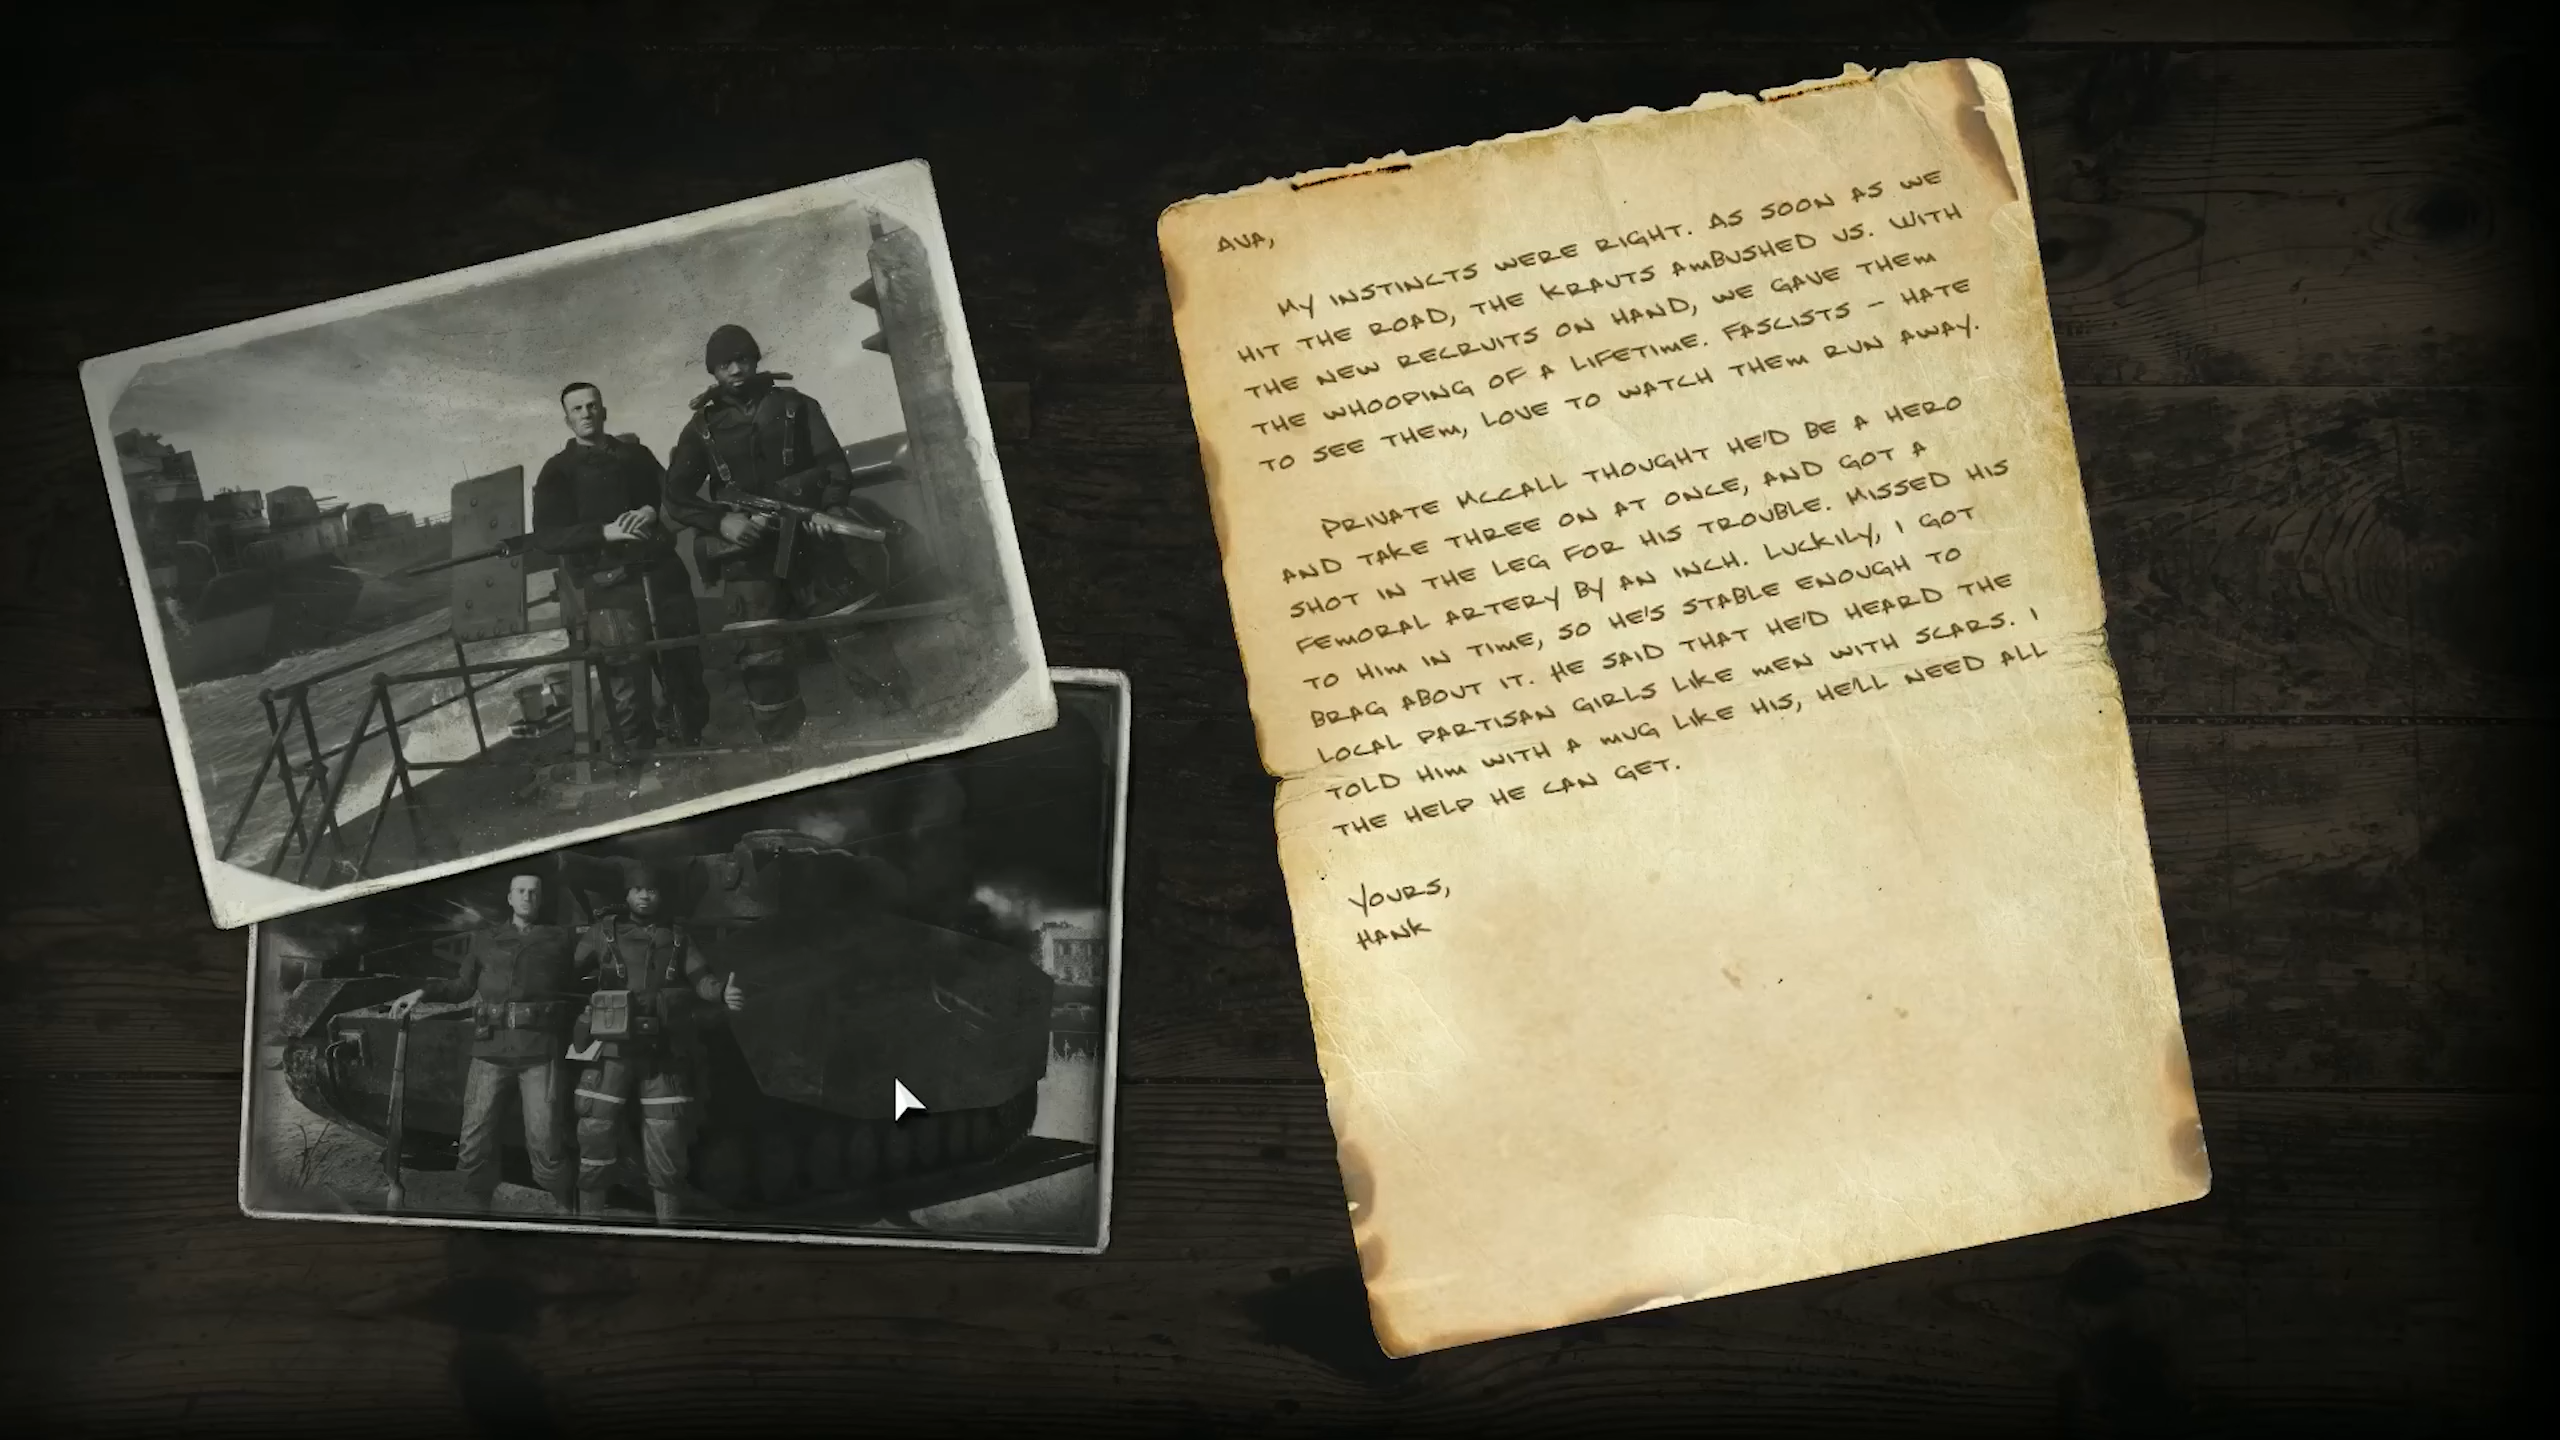 AVA,
MY INSTINCTS WERE RIGHT. AS SOON AS WE
HIT THE ROAD, THE KRAUTS AMBUSHED US. WITH
THE NEW RECRUITS ON HAND, WE GAVE THEM
THE WHOOPING OF A LIFETIME. FASCISTS - HATE
TO SEE THEM, LOVE TO WATCH THEM RUN AWAY.
PRIVATE MCCALL THOUGHT HE'D BE A HERO
AND TAKE THREE ON AT ONCE, AND GOT A
SHOT IN THE LEG FOR HIS TROUBLE. MISSED HIS
FEMORAL ARTERY BY AN INCH. LUCKILY, I GOT
TO HIM IN TIME, SO HE'S STABLE ENOUGH TO
BRAG ABOUT IT. HE SAID THAT HE'D HEARD THE
LOCAL PARTISAN GIRLS LIKE MEN WITH SCARS. I
TOLD HIM WITH A MUG LIKE HIS, HE'LL NEED ALL
THE HELP HE CAN GET.
YOURS,
HANK